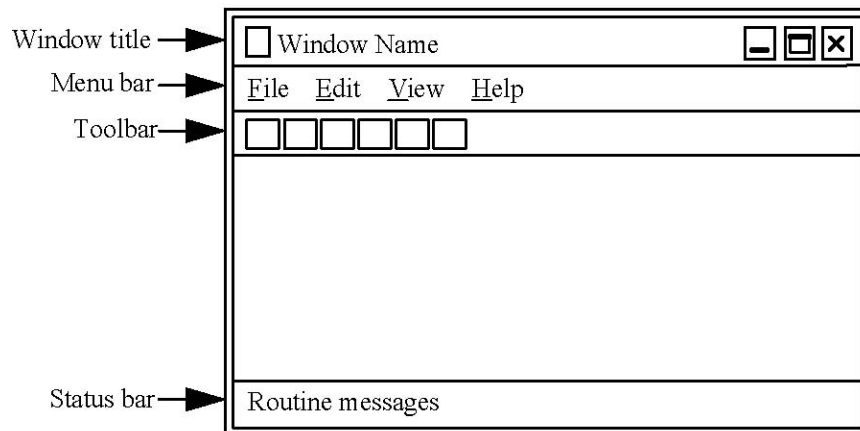 Window title
Window Name
Menu bar
File Edit View Help
Toolbar
Status bar
Routine messages